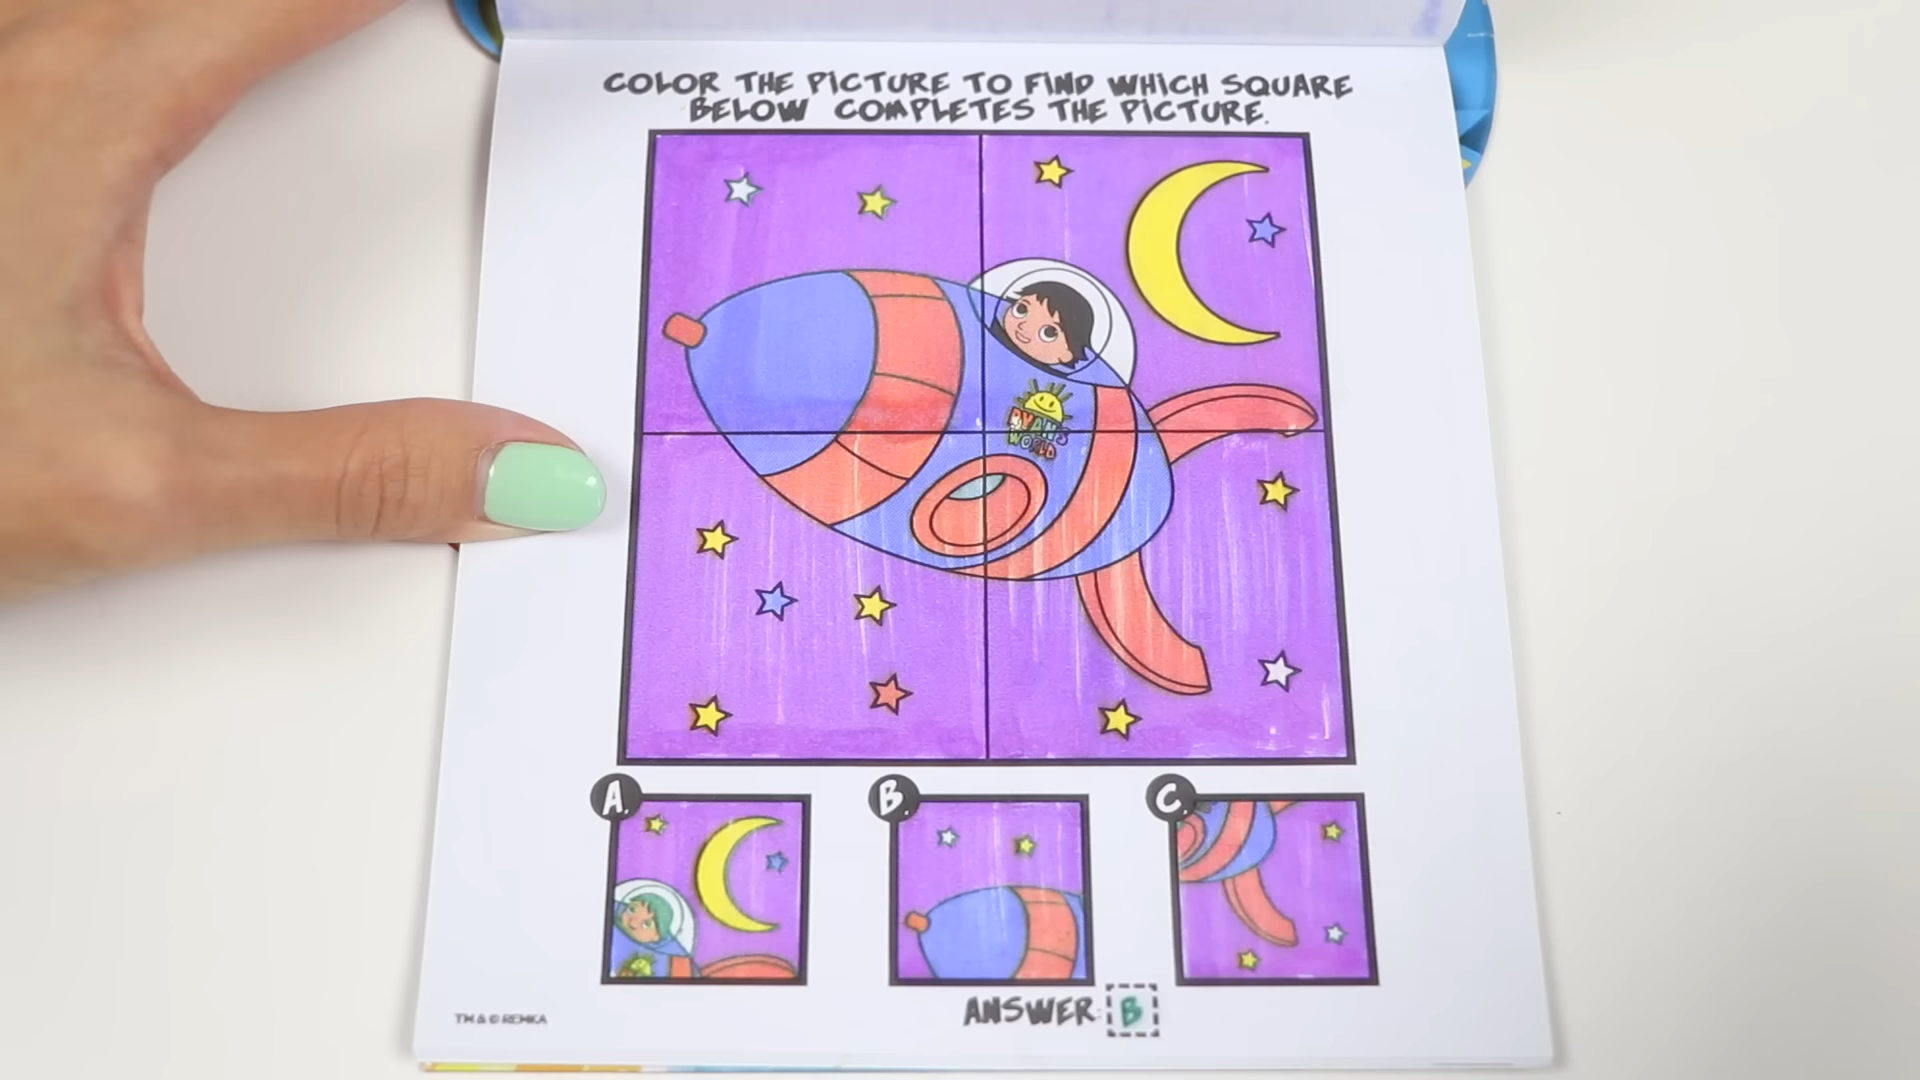 COLOR THE PICTURE TO FIND WHICH SQUARE
BELOW COMPLETES THE PICTURE.
RYAN'S
WORLD
A.
B.
C.
ANSWER: B
TM & © REMKA